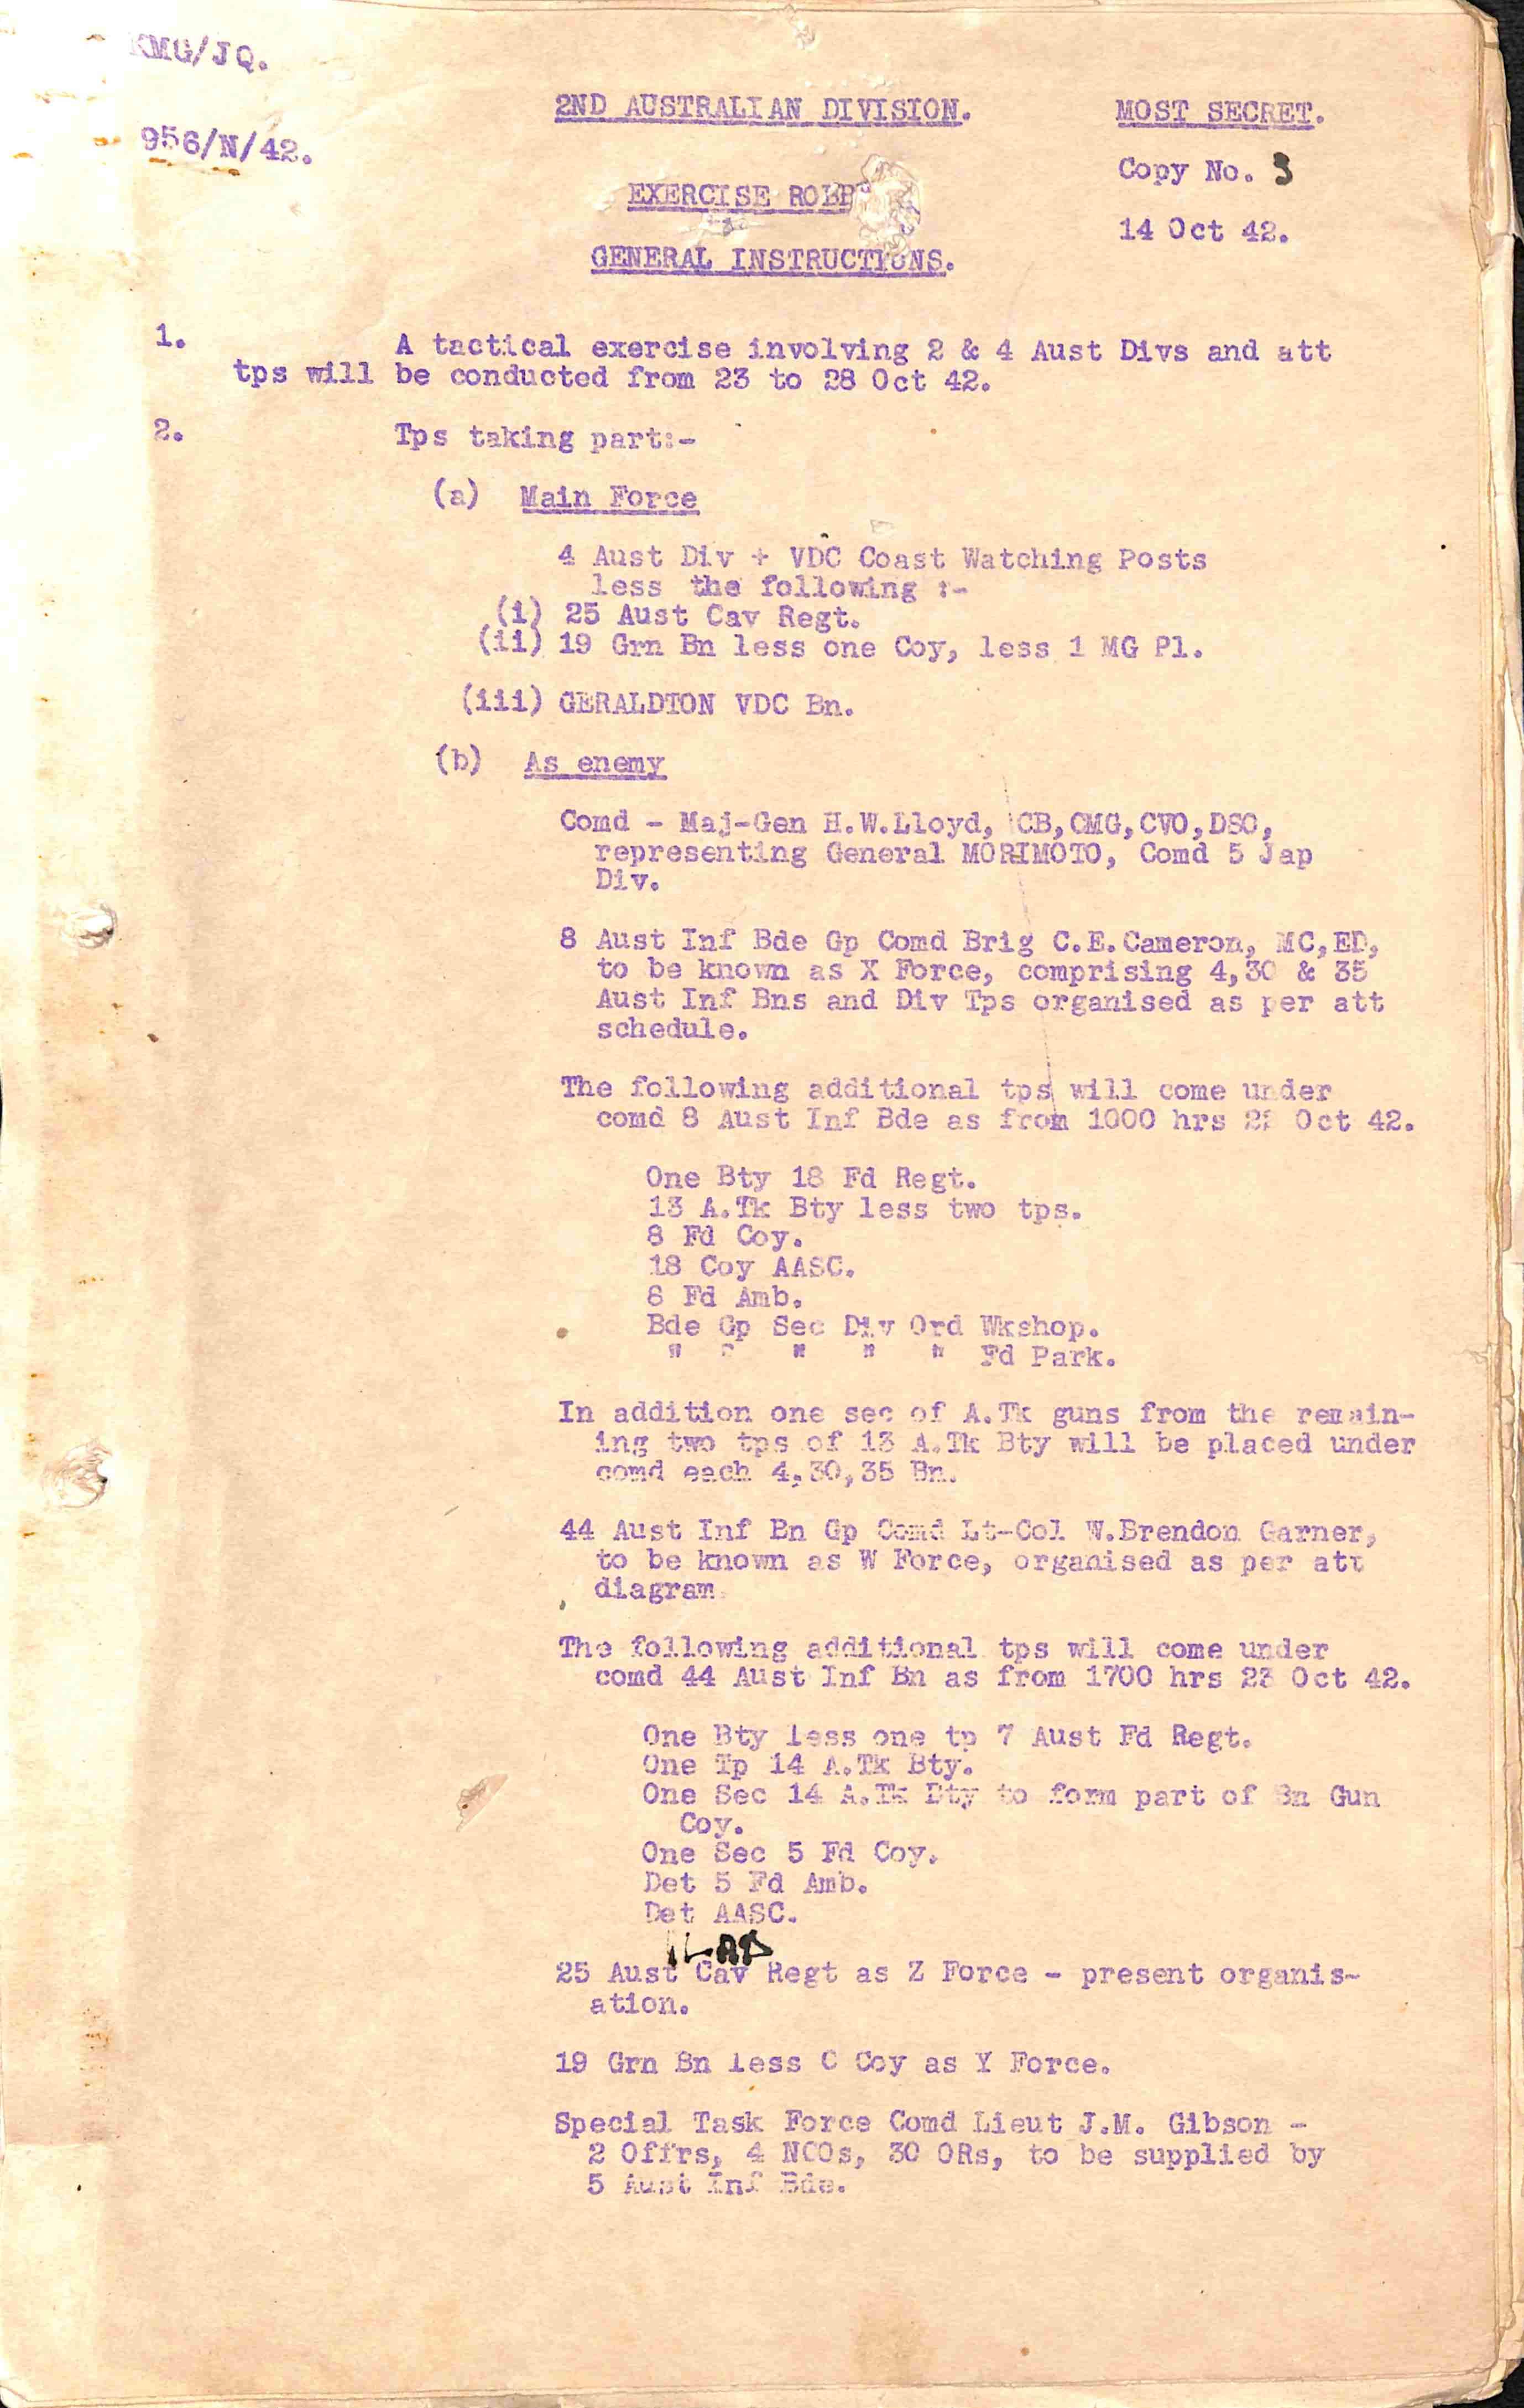 KMG/JQ.
956/N/42.
2ND AUSTRALIAN DIVISION.
MOST SECRET.
Copy No. 3
14 Oct 42.
EXERCISE
GENERAL INSTRUCTIONS.
1. A tactical exercise involving 2 & 4 Aust Divs and att
tps will be conducted from 23 to 28 Oct 42.
2. Tps taking part:-
(a) Main Force
4 Aust Div + VDC Coast Watching Posts
less the following :-
(i) 25 Aust Cav Regt.
(ii) 19 Grn Bn less one Coy, less 1 MG Pl.
(iii) GERALDTON VDC Bn.
(b) As enemy
Comd - Maj-Gen H.W.Lloyd, CB,CMG,CVO,DSO,
representing General MORIMOTO, Comd 5 Jap
Div.
8 Aust Inf Bde Gp Comd Brig C.E.Cameron, MC,ED,
to be known as X Force, comprising 4,30 & 35
Aust Inf Bns and Div Tps organised as per att
schedule.
The following additional tps will come under
comd 8 Aust Inf Bde as from 1000 hrs Oct 42.
One Bty 18 Fd Regt.
13 A.Tk Bty less two tps.
8 Fd Coy.
18 Coy AASC.
8 Fd Amb.
Bde Gp Sec Div Ord Wkshop.
" " " " " Fd Park.
In addition one sec of A.Tk guns from the remain-
ing two tps of 13 A.Tk Bty will be placed under
comd each 4,30,35 Bn.
44 Aust Inf Bn Gp Comd Lt-Col W.Brendon Garner,
to be known as W Force, organised as per att
diagram.
The following additional tps will come under
comd 44 Aust Inf Bn as from 1700 hrs 23 Oct 42.
One Bty less one tp 7 Aust Fd Regt.
One Tp 14 A.Tk Bty.
One Sec 14 A.Tk Bty to form part of Bn Gun
Coy.
One Sec 5 Fd Coy.
Det 5 Fd Amb.
Det AASC.
1 LAD
25 Aust Cav Regt as Z Force - present organis-
ation.
19 Grn Bn less C Coy as Y Force.
Special Task Force Comd Lieut J.M. Gibson -
2 Offrs, 4 NCOs, 30 ORs, to be supplied by
5 Aust Inf Bde.